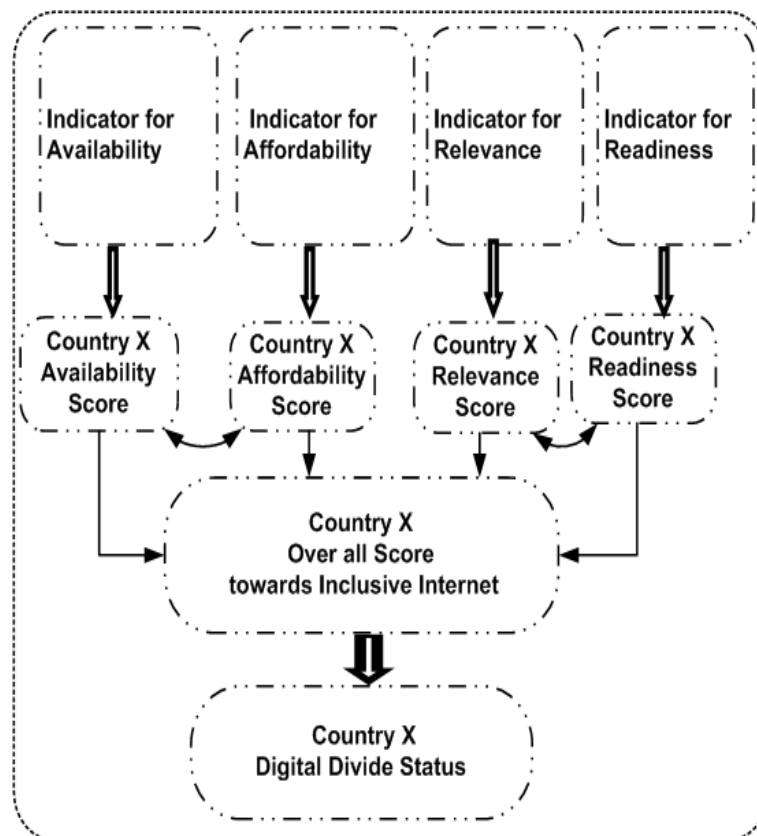 Indicator for
Availability
Indicator for
Affordability
Indicator for
Relevance
Indicator for
Readiness
Country X
Availability
Score
Country X
Affordability
Score
Country X
Relevance
Score
Country X
Readiness
Score
Country X
Over all Score
towards Inclusive Internet
Country X
Digital Divide Status